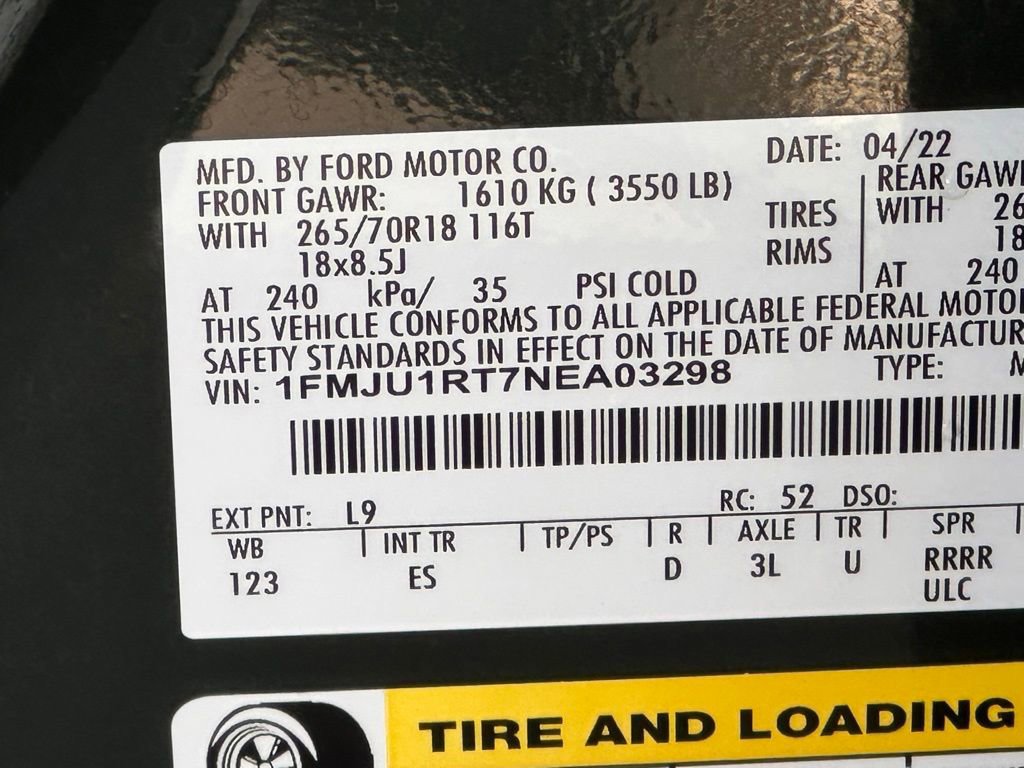 MFD. BY FORD MOTOR CO. DATE: 04/22
FRONT GAWR: 1610 KG ( 3550 LB) REAR
WITH 265/70R18 116T TIRES WITH
18x8.5J RIMS
AT 240 kPa/ 35 PSI COLD AT 240
THIS VEHICLE CONFORMS TO ALL APPLICABLE FEDERAL
SAFETY STANDARDS IN EFFECT ON THE DATE OF
VIN: 1FMJU1RT7NEA03298 TYPE:
EXT PNT: L9 RC: 52 DSO:
WB INT TR TP/PS R AXLE TR SPR
123 ES D 3L U RRRR
ULC
TIRE AND LOADING